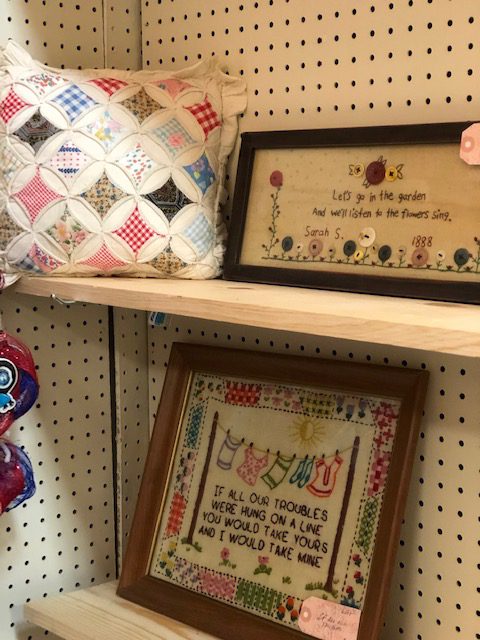 Let's go in the garden
And we'll listen to the flowers sing.
Sarah S. 1888
IF ALL OUR TROUBLES
WERE HUNG ON A LINE
YOU WOULD TAKE YOURS
AND I WOULD TAKE MINE